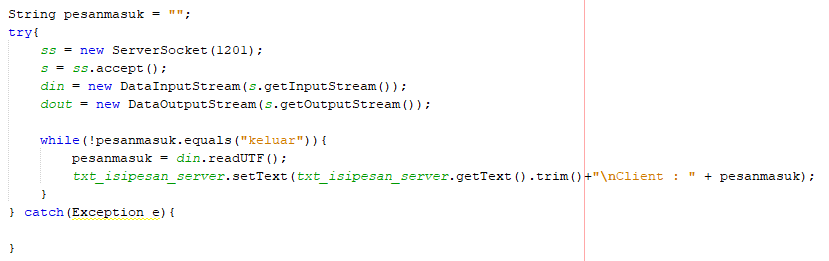 String pesanmasuk = "";
try{
ss = new ServerSocket(1201);
s = ss.accept();
din = new DataInputStream(s.getInputStream());
dout = new DataOutputStream(s.getOutputStream());
while(!pesanmasuk.equals("keluar")){
pesanmasuk = din.readUTF();
txt_isipesan_server.setText(txt_isipesan_server.getText().trim()+"\nClient : " + pesanmasuk);
}
} catch(Exception e){
}